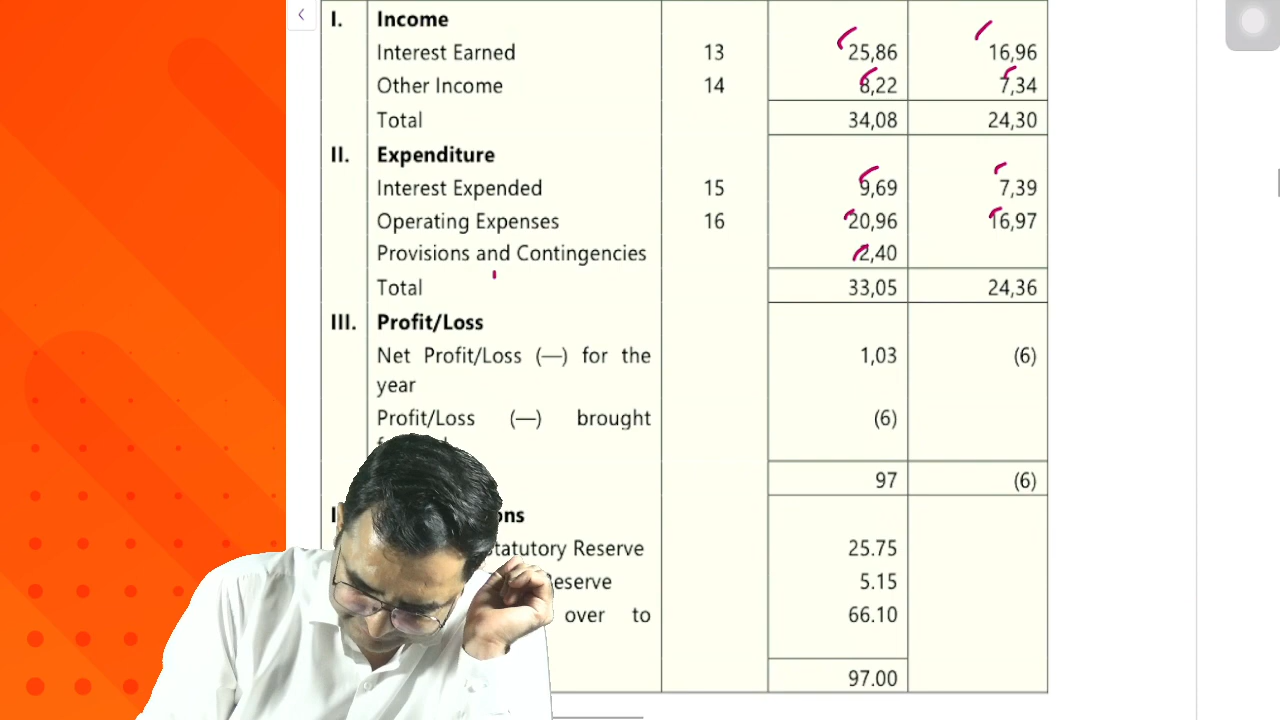 I. Income
Interest Earned 13 25,86 16,96
Other Income 14 8,22 7,34
Total 34,08 24,30
II. Expenditure
Interest Expended 15 9,69 7,39
Operating Expenses 16 20,96 16,97
Provisions and Contingencies 2,40
Total 33,05 24,36
III. Profit/Loss
Net Profit/Loss (—) for the 1,03 (6)
year
Profit/Loss (—) brought (6)
97 (6)
Reserve 25.75
5.15
over to 66.10
97.00